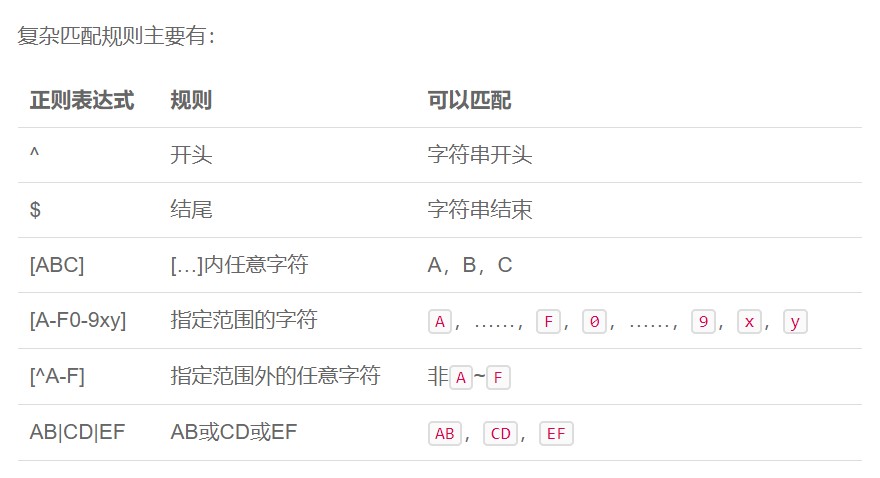 复杂匹配规则主要有：
正则表达式 规则 可以匹配
^ 开头 字符串开头
$ 结尾 字符串结束
[ABC] […]内任意字符 A，B，C
[A-F0-9xy] 指定范围的字符 A，……，F，0，……，9，x，y
[^A-F] 指定范围外的任意字符 非A~F
AB|CD|EF AB或CD或EF AB，CD，EF